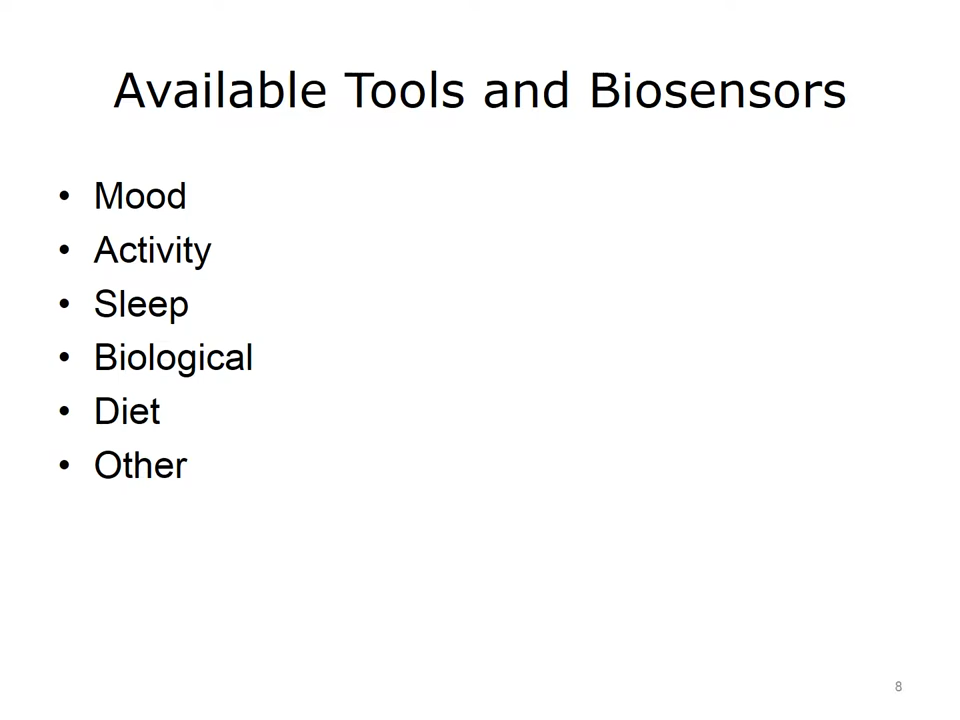 Available Tools and Biosensors
• Mood
• Activity
• Sleep
• Biological
• Diet
• Other
8